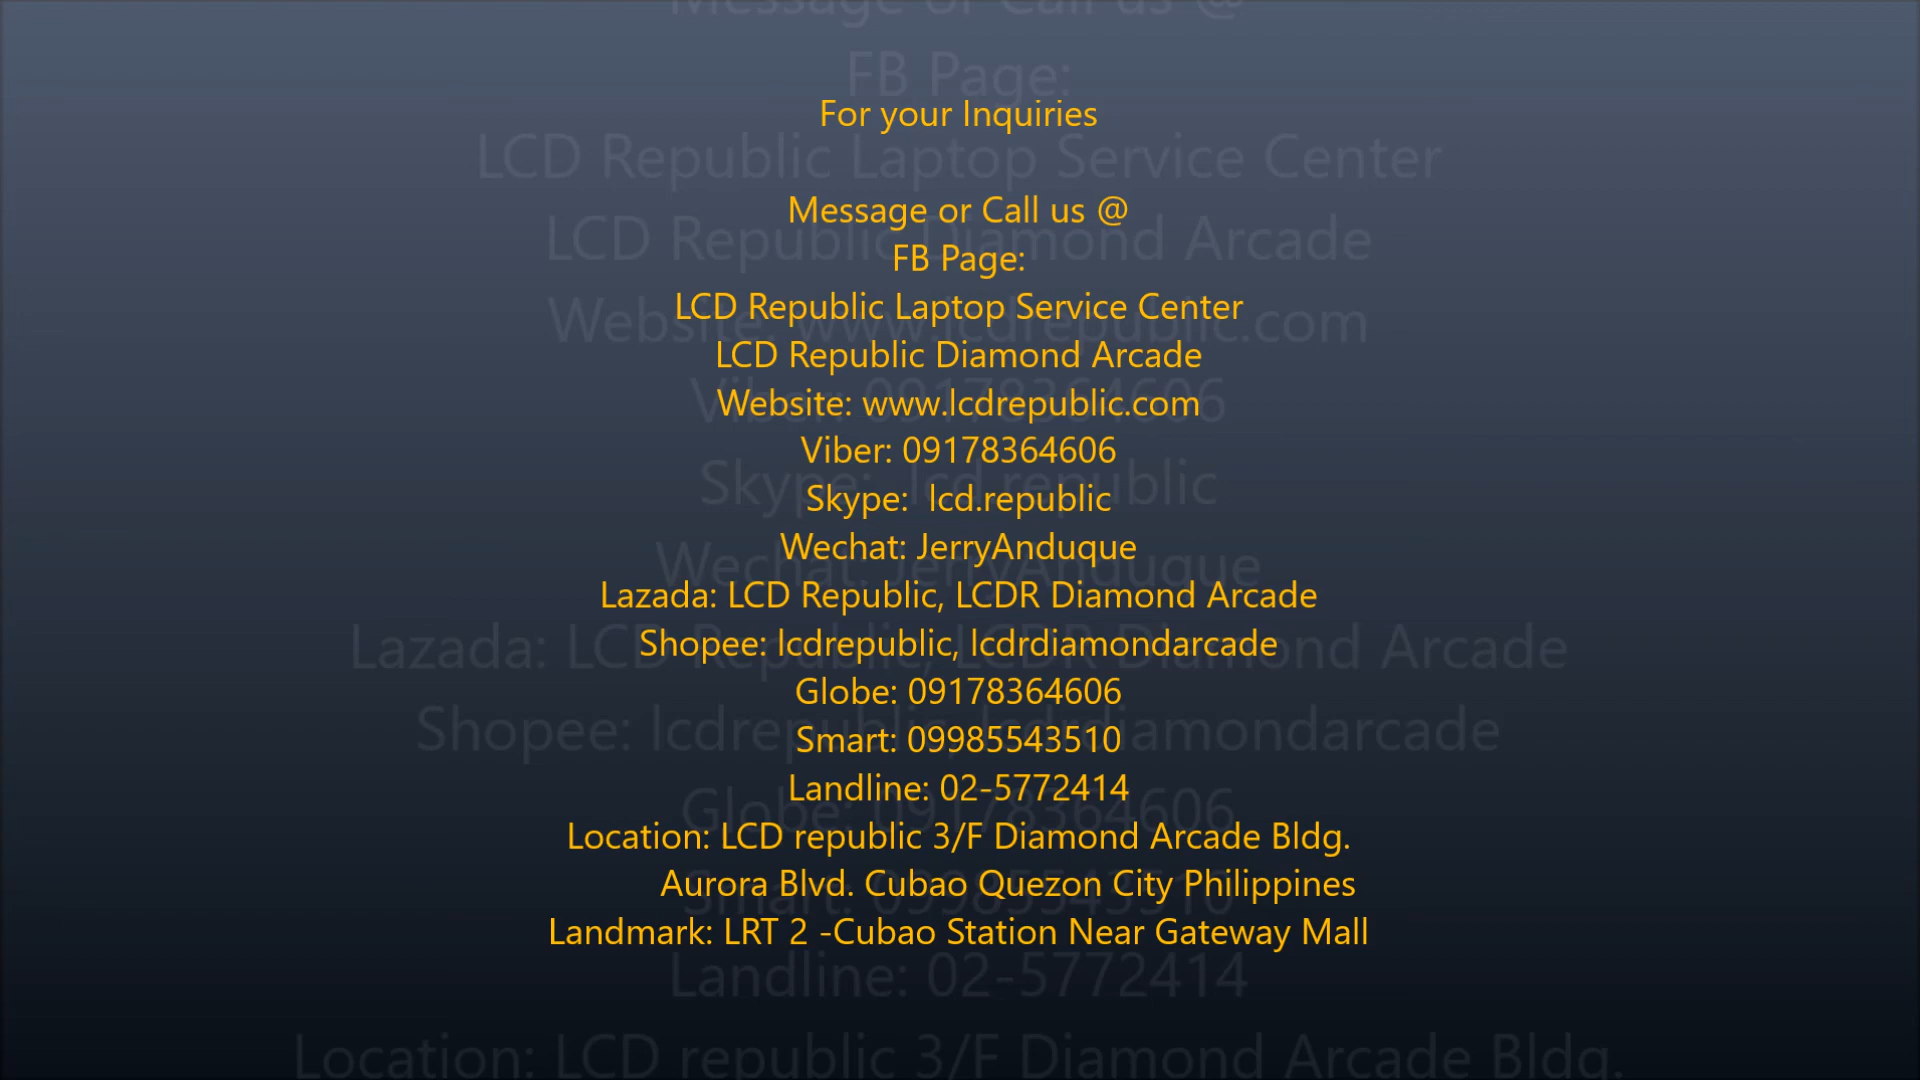 For your Inquiries
Message or Call us @
FB Page:
LCD Republic Laptop Service Center
LCD Republic Diamond Arcade
Website: www.lcdrepublic.com
Viber: 09178364606
Skype:  lcd.republic
Wechat: JerryAnduque
Lazada: LCD Republic, LCDR Diamond Arcade
Shopee: lcdrepublic, lcdrdiamondarcade
Globe: 09178364606
Smart: 09985543510
Landline: 02-5772414
Location: LCD republic 3/F Diamond Arcade Bldg.
Aurora Blvd. Cubao Quezon City Philippines
Landmark: LRT 2 -Cubao Station Near Gateway Mall